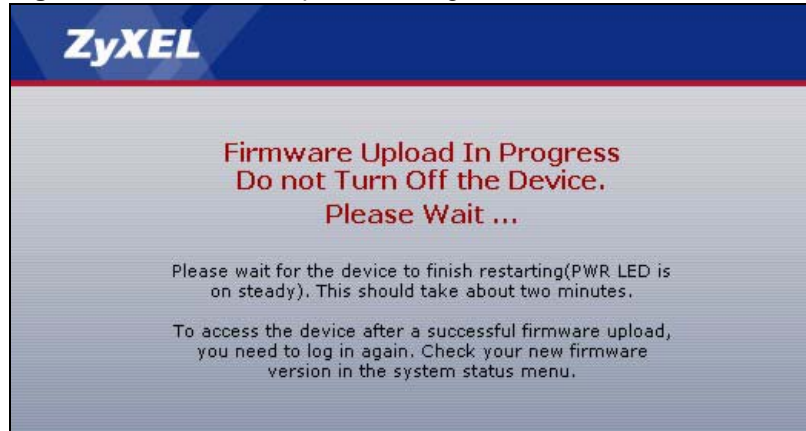 ZyXEL
Firmware Upload In Progress
Do not Turn Off the Device.
Please Wait ...
Please wait for the device to finish restarting(PWR LED is
on steady). This should take about two minutes.
To access the device after a successful firmware upload,
you need to log in again. Check your new firmware
version in the system status menu.